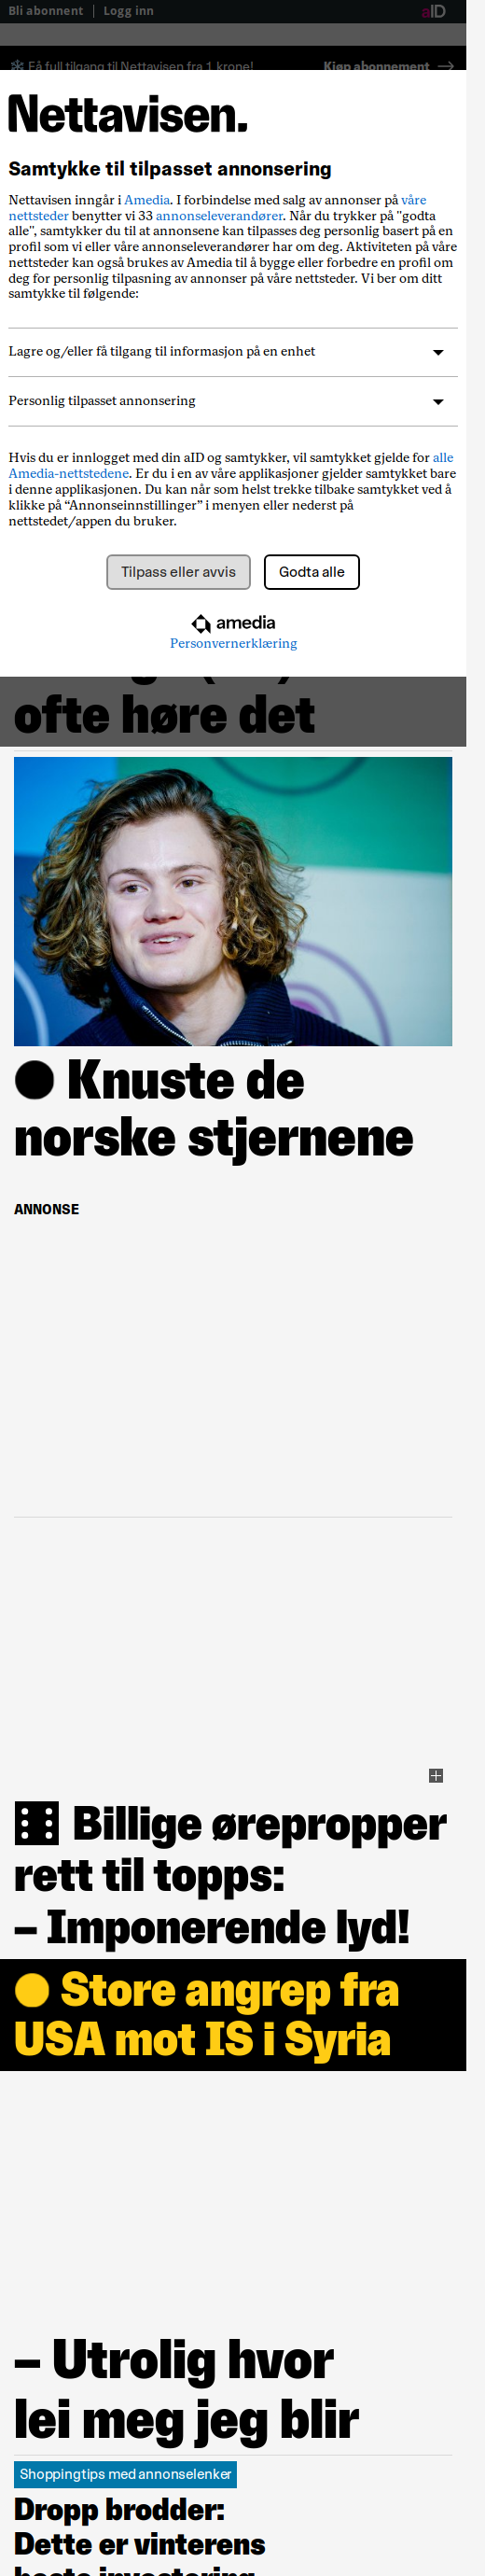 Bli abonnent
Logg inn
aID
Få full tilgang til Nettavisen fra 1 krone!
Kjøp abonnement
Nettavisen.
Samtykke til tilpasset annonsering
Nettavisen inngår i Amedia. I forbindelse med salg av annonser på våre
nettsteder benytter vi 33 annonseleverandører. Når du trykker på "godta
alle", samtykker du til at annonsene kan tilpasses deg personlig basert på en
profil som vi eller våre annonseleverandører har om deg. Aktiviteten på våre
nettsteder kan også brukes av Amedia til å bygge eller forbedre en profil om
deg for personlig tilpasning av annonser på våre nettsteder. Vi ber om ditt
samtykke til følgende:
Lagre og/eller få tilgang til informasjon på en enhet
Personlig tilpasset annonsering
Hvis du er innlogget med din aID og samtykker, vil samtykket gjelde for alle
Amedia-nettstedene. Er du i en av våre applikasjoner gjelder samtykket bare
i denne applikasjonen. Du kan når som helst trekke tilbake samtykket ved å
klikke på “Annonseinnstillinger” i menyen eller nederst på
nettstedet/appen du bruker.
Tilpass eller avvis
Godta alle
amedia
Personvernerklæring
ofte høre det
Knuste de
norske stjernene
ANNONSE
Billige ørepropper
rett til topps:
– Imponerende lyd!
Store angrep fra
USA mot IS i Syria
– Utrolig hvor
lei meg jeg blir
Shoppingtips med annonselenker
Dropp brodder:
Dette er vinterens
beste investering